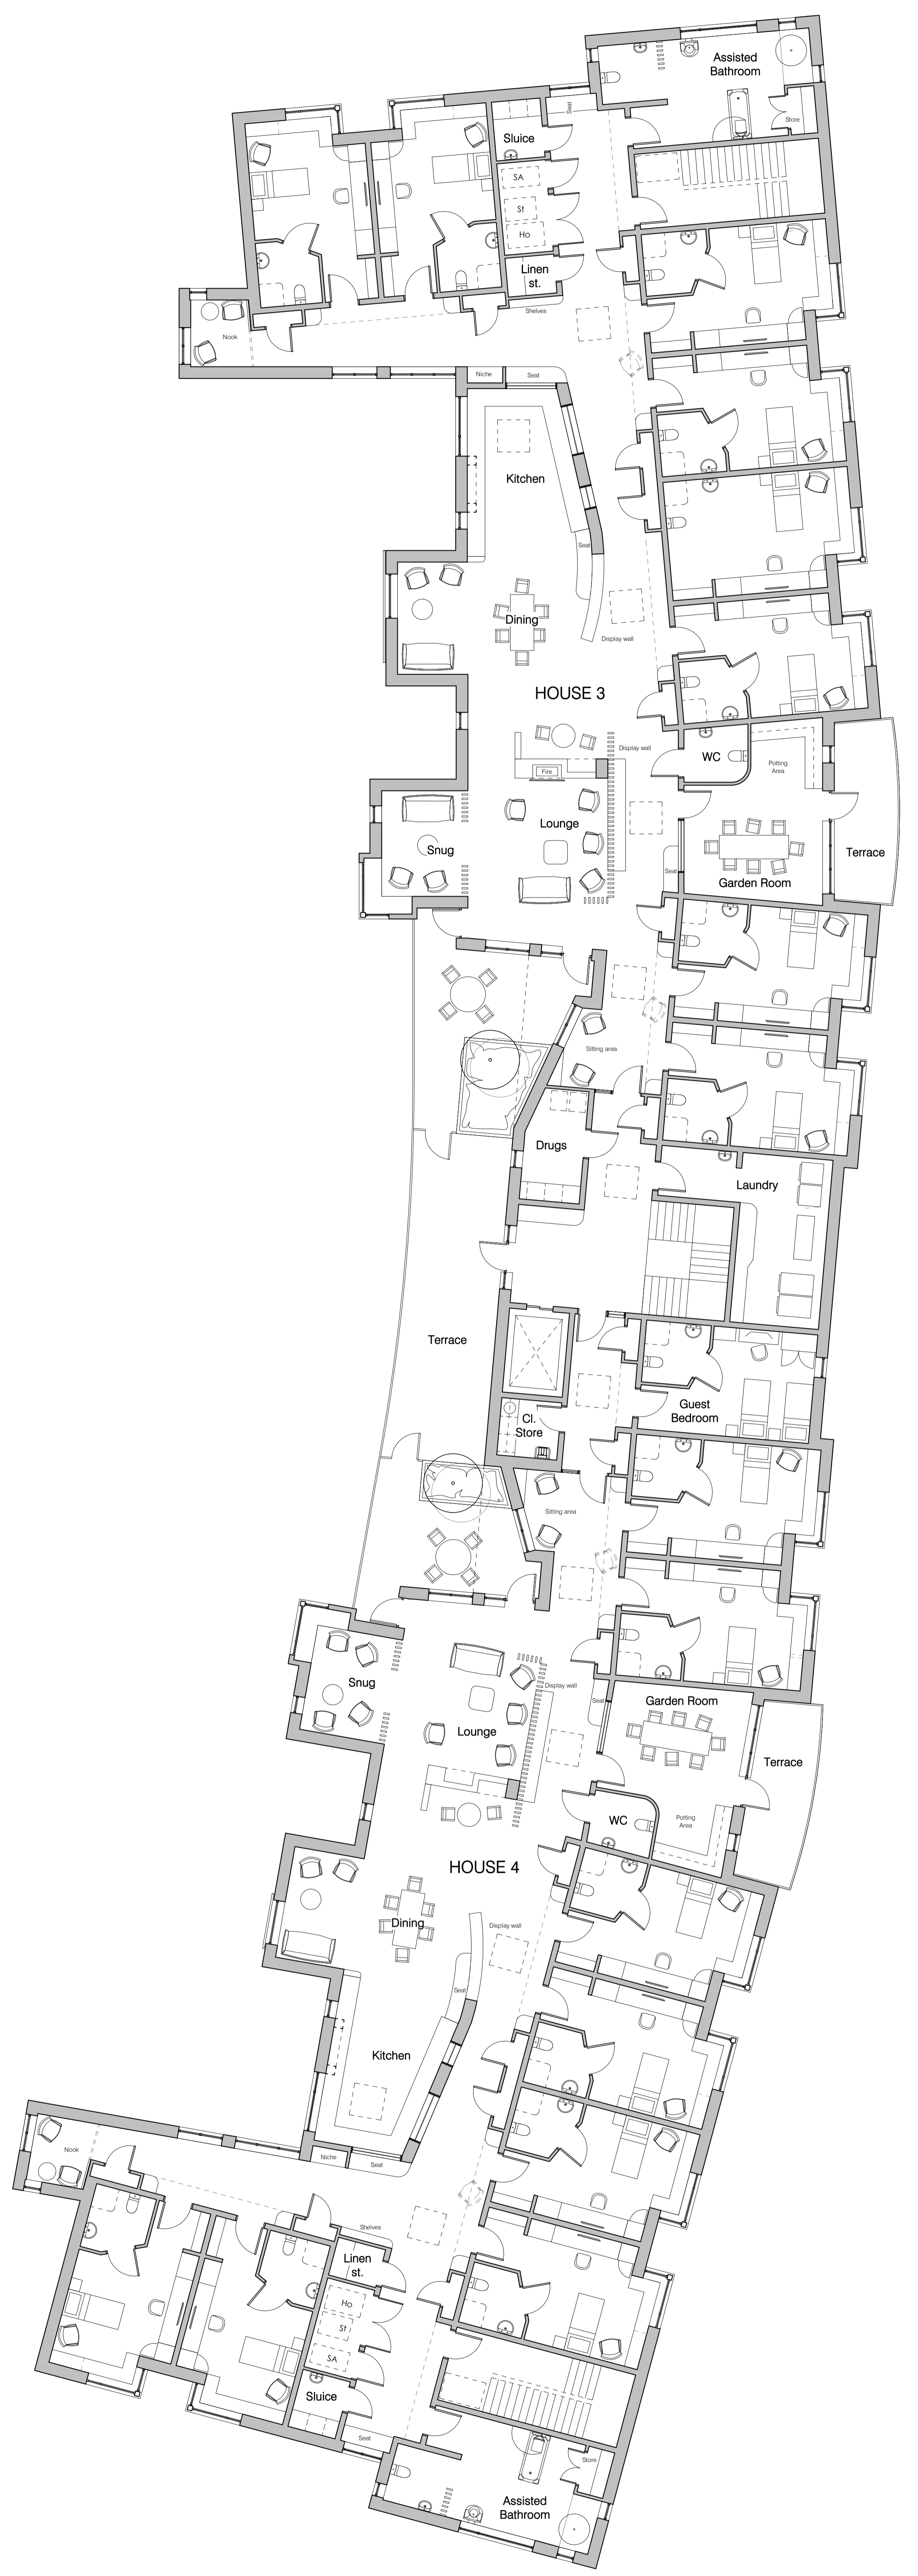 Assisted
Bathroom
Seat
Store
Sluice
SA
St
Ho
Linen
st.
Shelves
Nook
Niche
Seat
Kitchen
Seat
Dining
Display wall
HOUSE 3
Display wall
WC
Potting
Area
Fire
Lounge
Snug
Terrace
Seat
Garden Room
Sitting area
Drugs
Laundry
Terrace
Guest
Bedroom
Cl.
Store
Sitting area
Snug
Display wall
Seat
Garden Room
Lounge
Terrace
WC
Potting
Area
HOUSE 4
Dining
Display wall
Seat
Kitchen
Nook
Niche
Seat
Shelves
Linen
st.
Ho
St
SA
Sluice
Seat
Store
Assisted
Bathroom